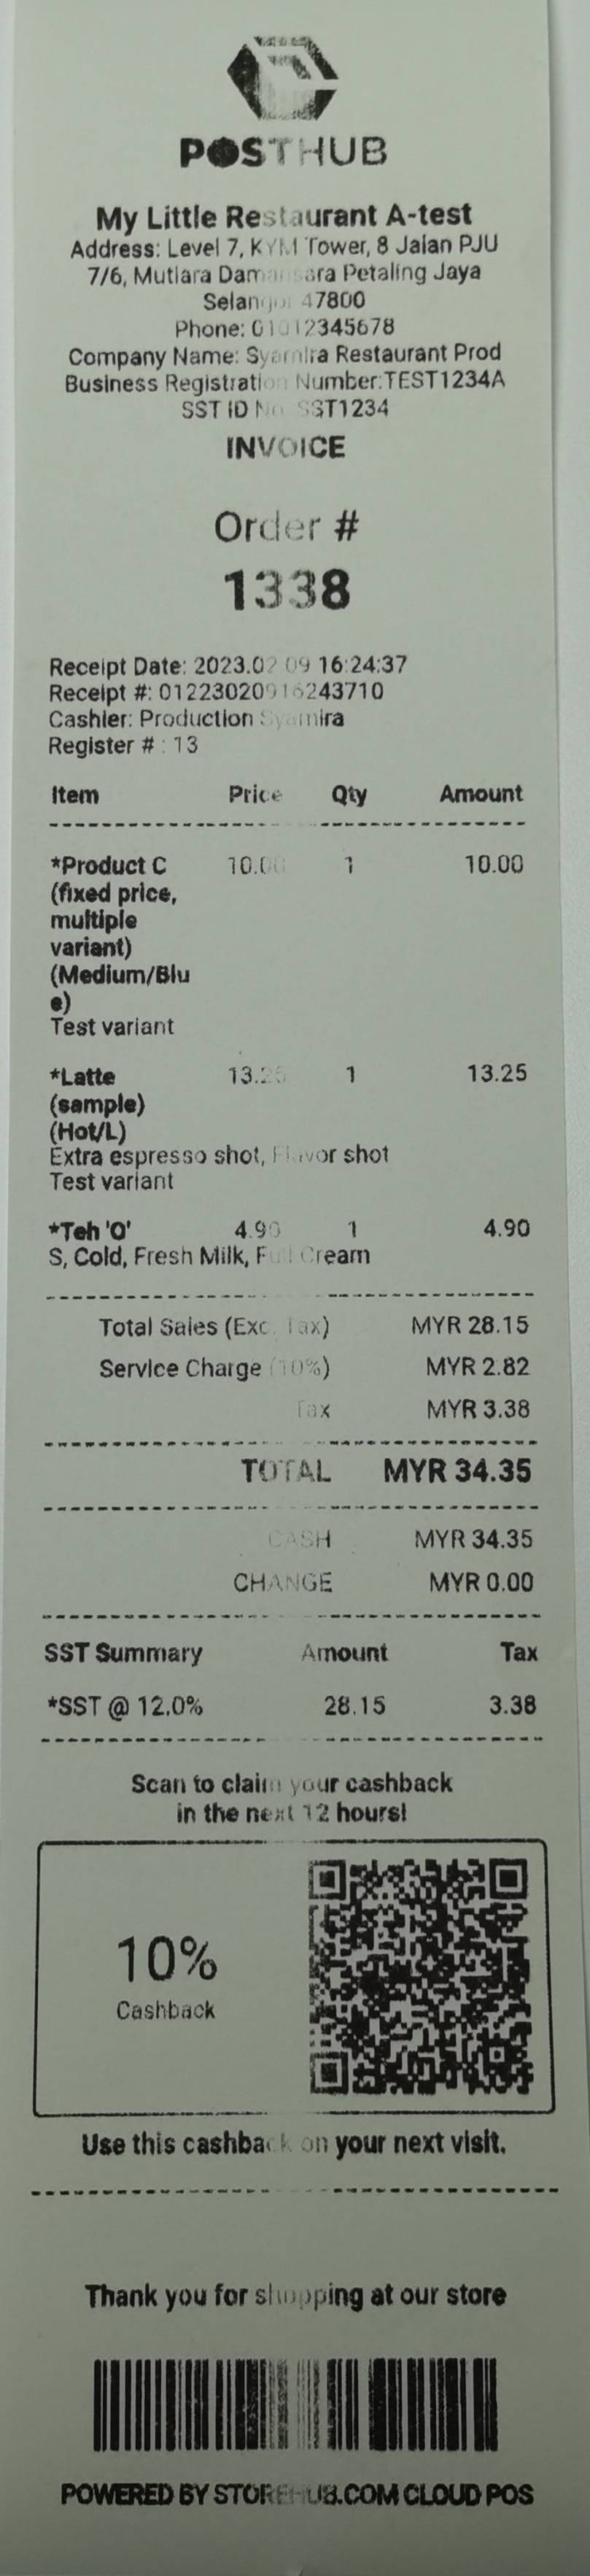 POSTHUB
My Little Restaurant A-test
Address: Level 7, KYM Tower, 8 Jalan PJU
7/6, Mutiara Damansara Petaling Jaya
Selangor 47800
Phone: 01012345678
Company Name: Syamira Restaurant Prod
Business Registration Number:TEST1234A
SST ID No SST1234
INVOICE
Order #
1338
Receipt Date: 2023.02.09 16:24:37
Receipt #: 01223020916243710
Cashier: Production Syamira
Register # : 13
Item Price Qty Amount
*Product C 10.00 1 10.00
(fixed price,
multiple
variant)
(Medium/Blu
e)
Test variant
*Latte 13.25 1 13.25
(sample)
(Hot/L)
Extra espresso shot, Flavor shot
Test variant
*Teh 'O' 4.90 1 4.90
S, Cold, Fresh Milk, Full Cream
Total Sales (Exc. Tax) MYR 28.15
Service Charge (10%) MYR 2.82
Tax MYR 3.38
TOTAL MYR 34.35
CASH MYR 34.35
CHANGE MYR 0.00
SST Summary Amount Tax
*SST @ 12.0% 28.15 3.38
Scan to claim your cashback
in the next 12 hours!
10%
Cashback
Use this cashback on your next visit.
Thank you for shopping at our store
POWERED BY STOREHUB.COM CLOUD POS